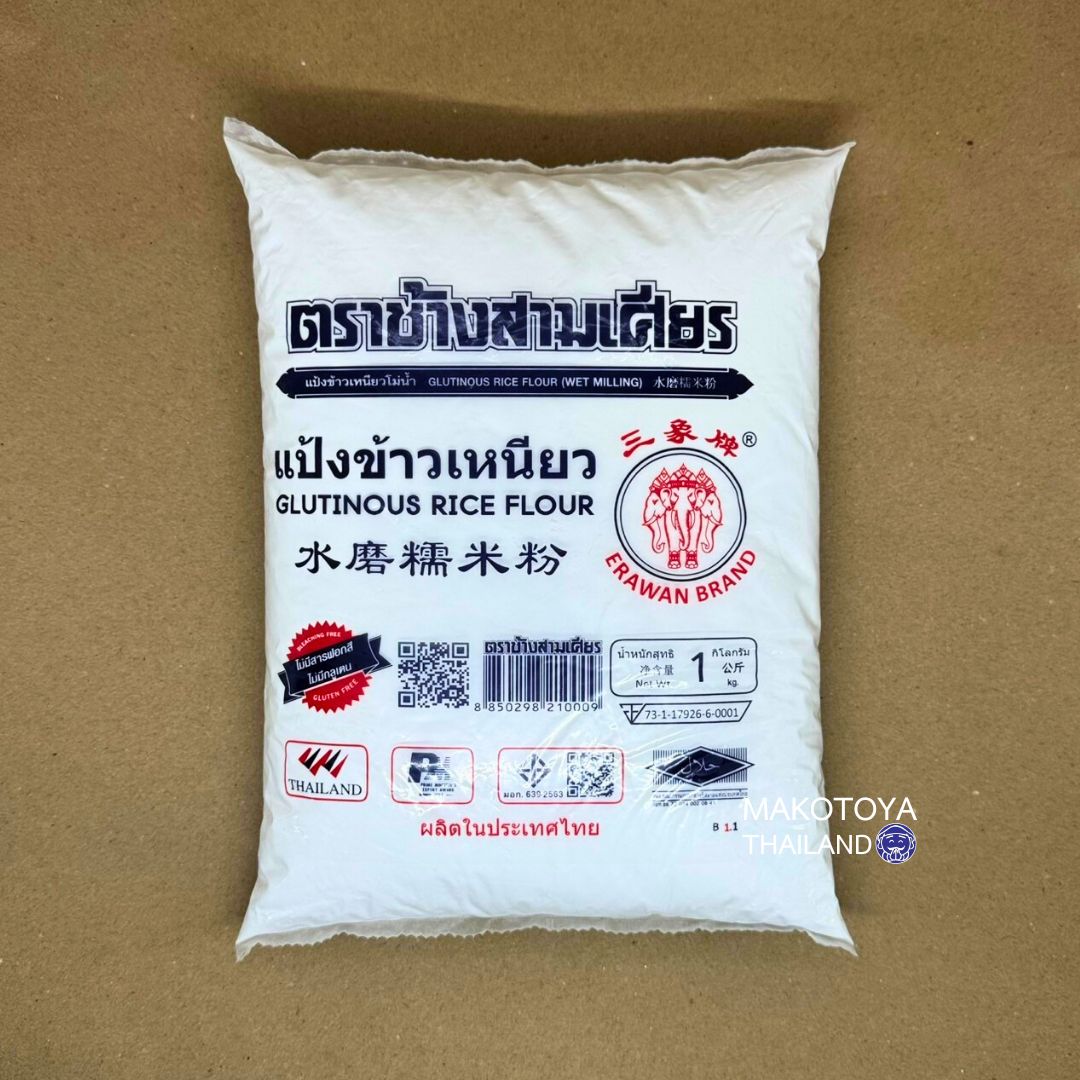 ตราช้างสามเศียร
แป้งข้าวเหนียวโม่น้ำ GLUTINOUS RICE FLOUR (WET MILLING) 水磨糯米粉
三象牌®
แป้งข้าวเหนียว
GLUTINOUS RICE FLOUR
水磨糯米粉
ERAWAN BRAND
BLEACHING FREE
ไม่มีสารฟอกสี
ไม่มีกลูเตน
GLUTEN FREE
ตราช้างสามเศียร
8 850298 210009
น้ำหนักสุทธิ 1 กิโลกรัม
净含量 公斤
Net Wt. kg.
73-1-17926-6-0001
THAILAND
PRIME MINISTER'S
EXPORT AWARD
มอก. 639-2563
حلال
ผลิตในประเทศไทย
B 1.1
MAKOTOYA
THAILAND